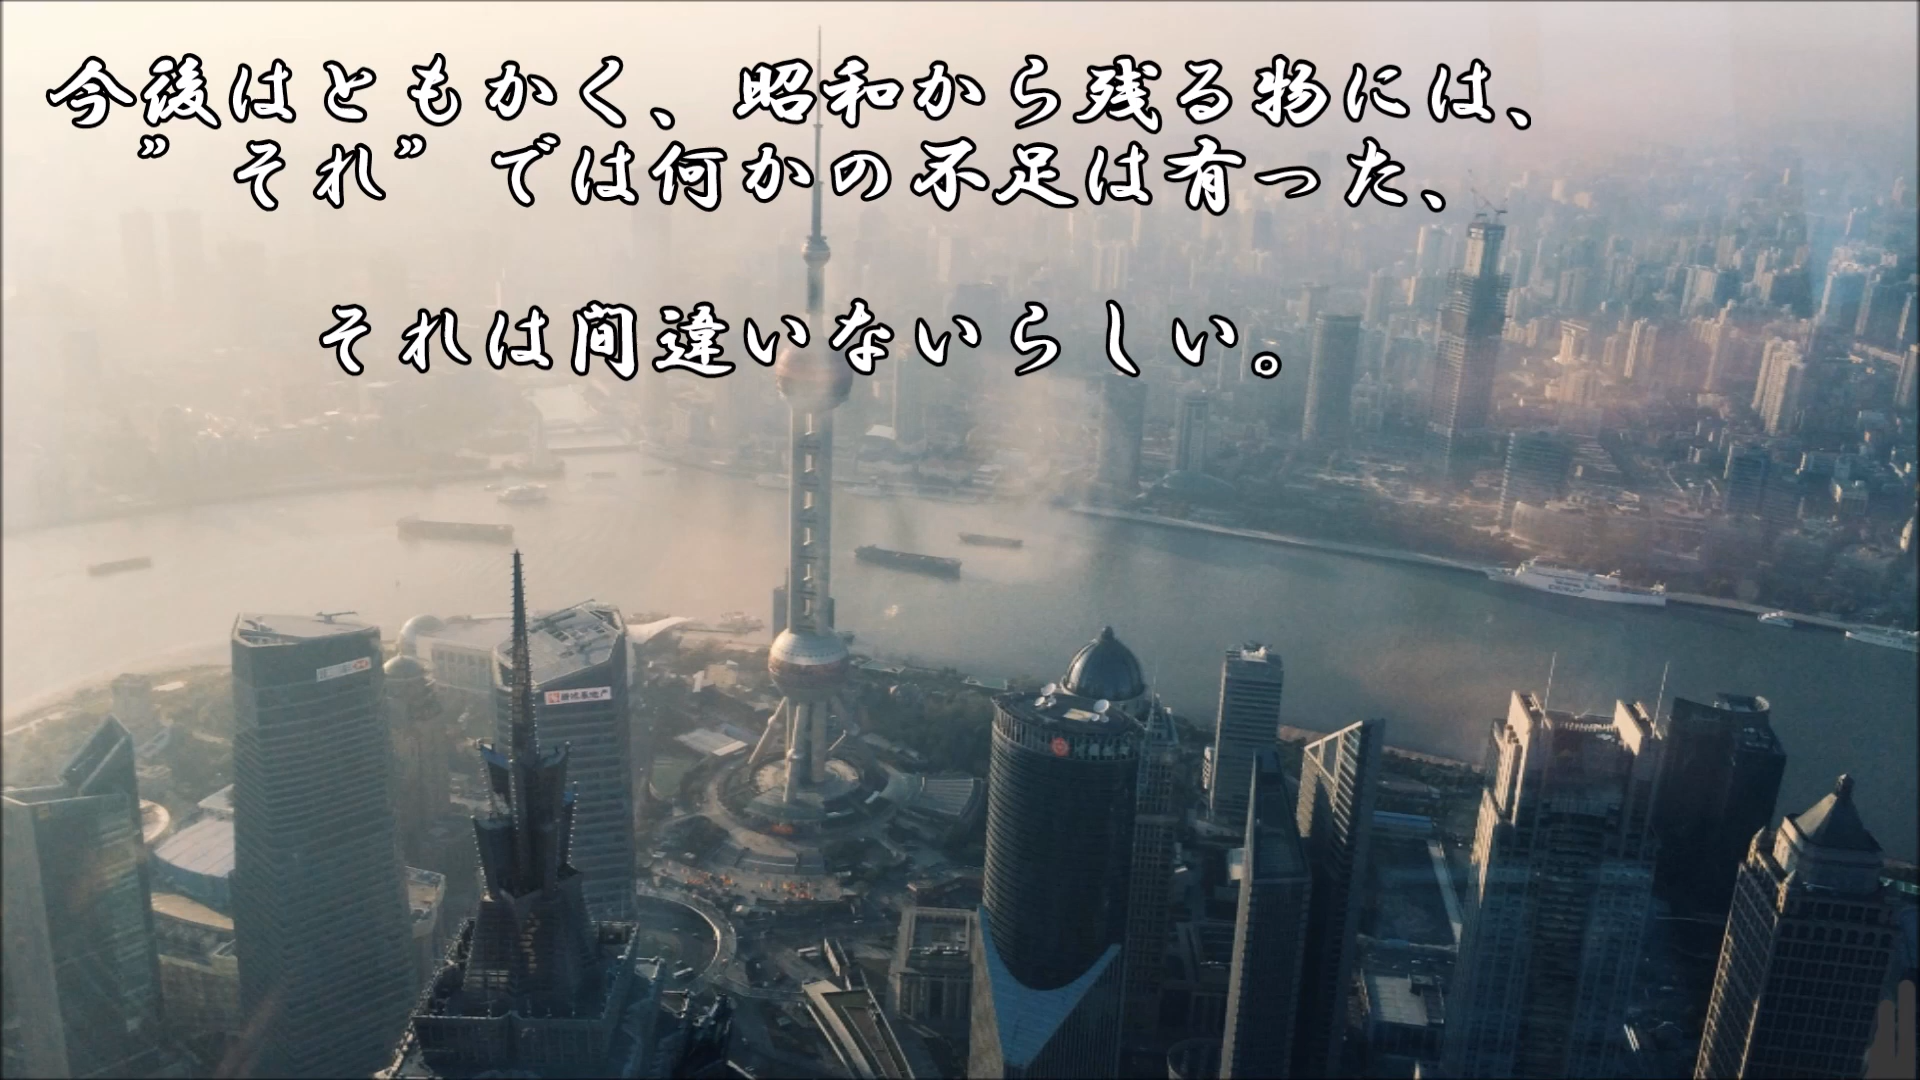 今後はともかく、昭和から残る物には、
”それ”では何かの不足は有った、
それは間違いないらしい。